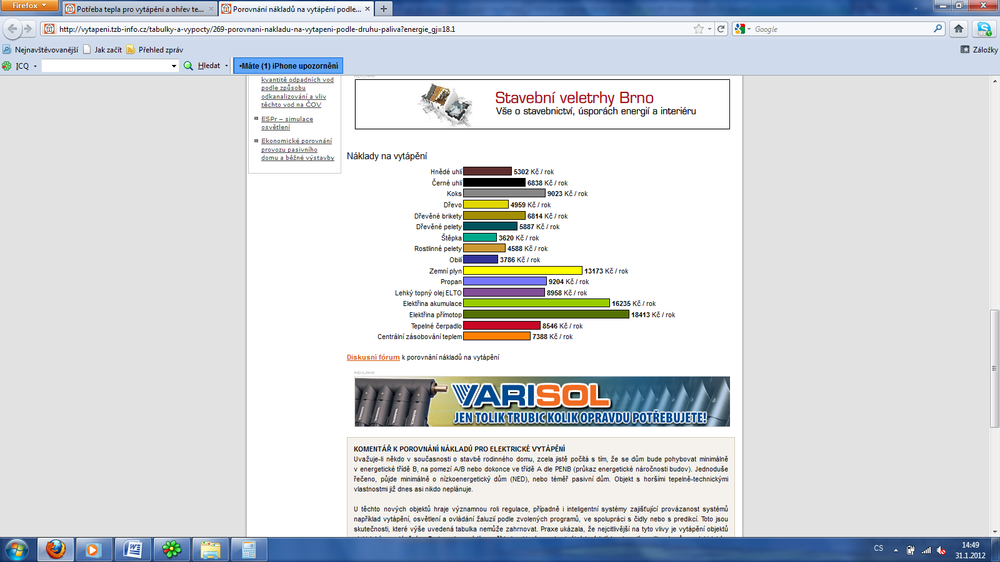 Firefox
Potřeba tepla pro vytápění a ohřev te...
Porovnání nákladů na vytápění podle...
http://vytapeni.tzb-info.cz/tabulky-a-vypocty/269-porovnani-nakladu-na-vytapeni-podle-druhu-paliva?energie_gj=18.1
Google
Nejnavštěvovanější
Jak začít
Přehled zpráv
Záložky
ICQ
Hledat
•Máte (1) iPhone upozornění
kvantitě odpadních vod
podle způsobu
odkanalizování a vliv
těchto vod na ČOV
ESPr – simulace
osvětlení
Ekonomické porovnání
provozu pasivního
domu a běžné výstavby
REKLAMA
Stavební veletrhy Brno
Vše o stavebnictví, úsporách energií a interiéru
Náklady na vytápění
Hnědé uhlí 5302 Kč / rok
Černé uhlí 6838 Kč / rok
Koks 9023 Kč / rok
Dřevo 4959 Kč / rok
Dřevěné brikety 6814 Kč / rok
Dřevěné pelety 5887 Kč / rok
Štěpka 3620 Kč / rok
Rostlinné pelety 4588 Kč / rok
Obilí 3786 Kč / rok
Zemní plyn 13173 Kč / rok
Propan 9204 Kč / rok
Lehký topný olej ELTO 8958 Kč / rok
Elektřina akumulace 16235 Kč / rok
Elektřina přímotop 18413 Kč / rok
Tepelné čerpadlo 8546 Kč / rok
Centrální zásobování teplem 7388 Kč / rok
Diskusní fórum k porovnání nákladů na vytápění
REKLAMA
VARISOL
JEN TOLIK TRUBIC KOLIK OPRAVDU POTŘEBUJETE!
KOMENTÁŘ K POROVNÁNÍ NÁKLADŮ PRO ELEKTRICKÉ VYTÁPĚNÍ
Uvažuje-li někdo v současnosti o stavbě rodinného domu, zcela jistě počítá s tím, že se dům bude pohybovat minimálně
v energetické třídě B, na pomezí A/B nebo dokonce ve třídě A dle PENB (průkaz energetické náročnosti budov). Jednoduše
řečeno, půjde minimálně o nízkoenergetický dům (NED), nebo téměř pasivní dům. Objekt s horšími tepelně-technickými
vlastnostmi již dnes asi nikdo neplánuje.
U těchto nových objektů hraje významnou roli regulace, případně i inteligentní systémy zajišťující provázanost systémů
například vytápění, osvětlení a ovládání žaluzií podle zvolených programů, ve spolupráci s čidly nebo s predikcí. Toto jsou
skutečnosti, které výše uvedená tabulka nemůže zahrnovat. Praxe ukázala, že nejcitlivější na tyto vlivy je vytápění objektů
CS
14:49
31.1.2012